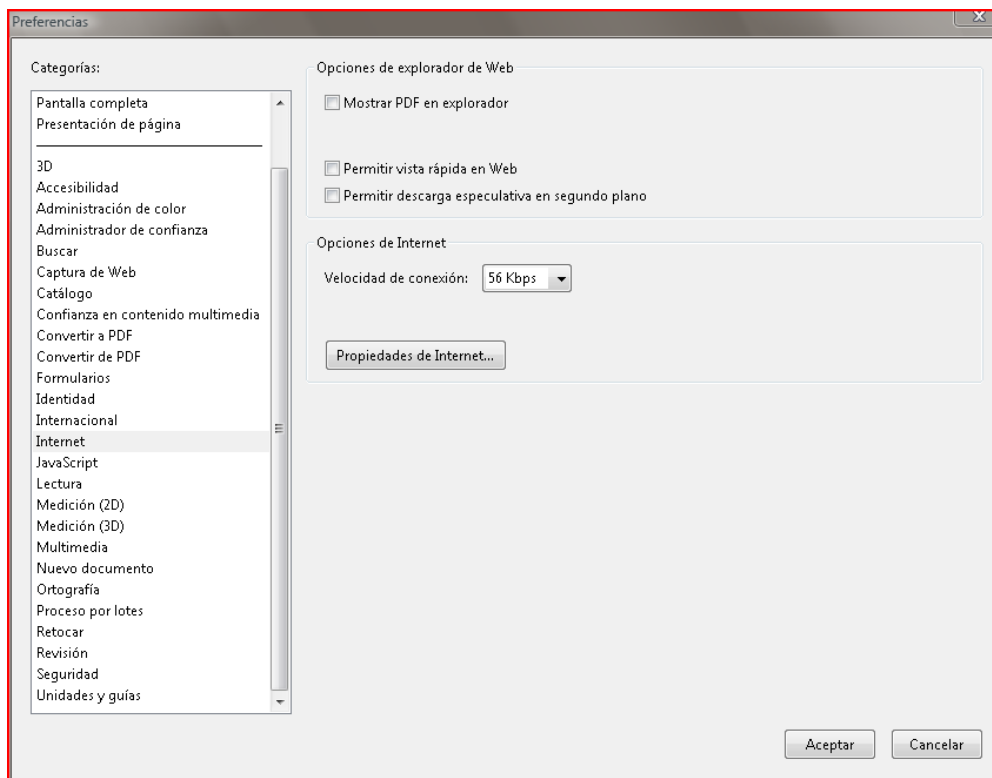 Preferencias
Categorías:
Pantalla completa
Presentación de página
3D
Accesibilidad
Administración de color
Administrador de confianza
Buscar
Captura de Web
Catálogo
Confianza en contenido multimedia
Convertir a PDF
Convertir de PDF
Formularios
Identidad
Internacional
Internet
JavaScript
Lectura
Medición (2D)
Medición (3D)
Multimedia
Nuevo documento
Ortografía
Proceso por lotes
Retocar
Revisión
Seguridad
Unidades y guías
Opciones de explorador de Web
Mostrar PDF en explorador
Permitir vista rápida en Web
Permitir descarga especulativa en segundo plano
Opciones de Internet
Velocidad de conexión: 56 Kbps
Propiedades de Internet...
Aceptar Cancelar